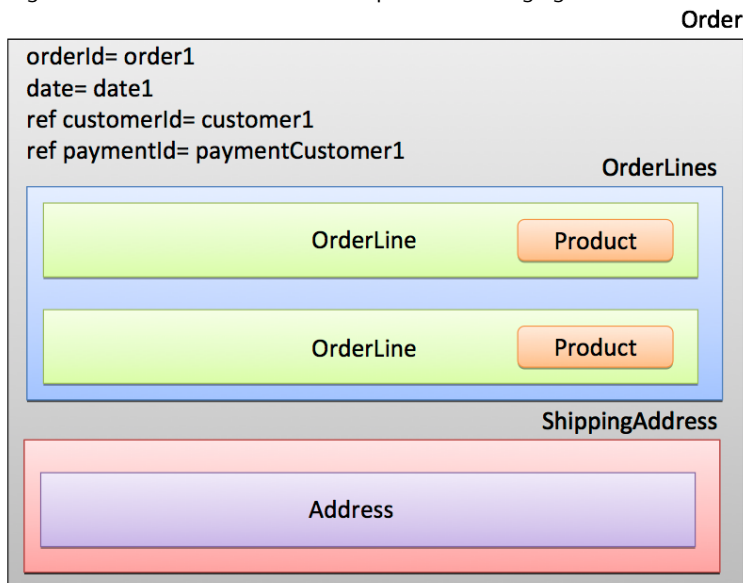 Order
orderId= order1
date= date1
ref customerId= customer1
ref paymentId= paymentCustomer1
OrderLines
OrderLine Product
OrderLine Product
ShippingAddress
Address